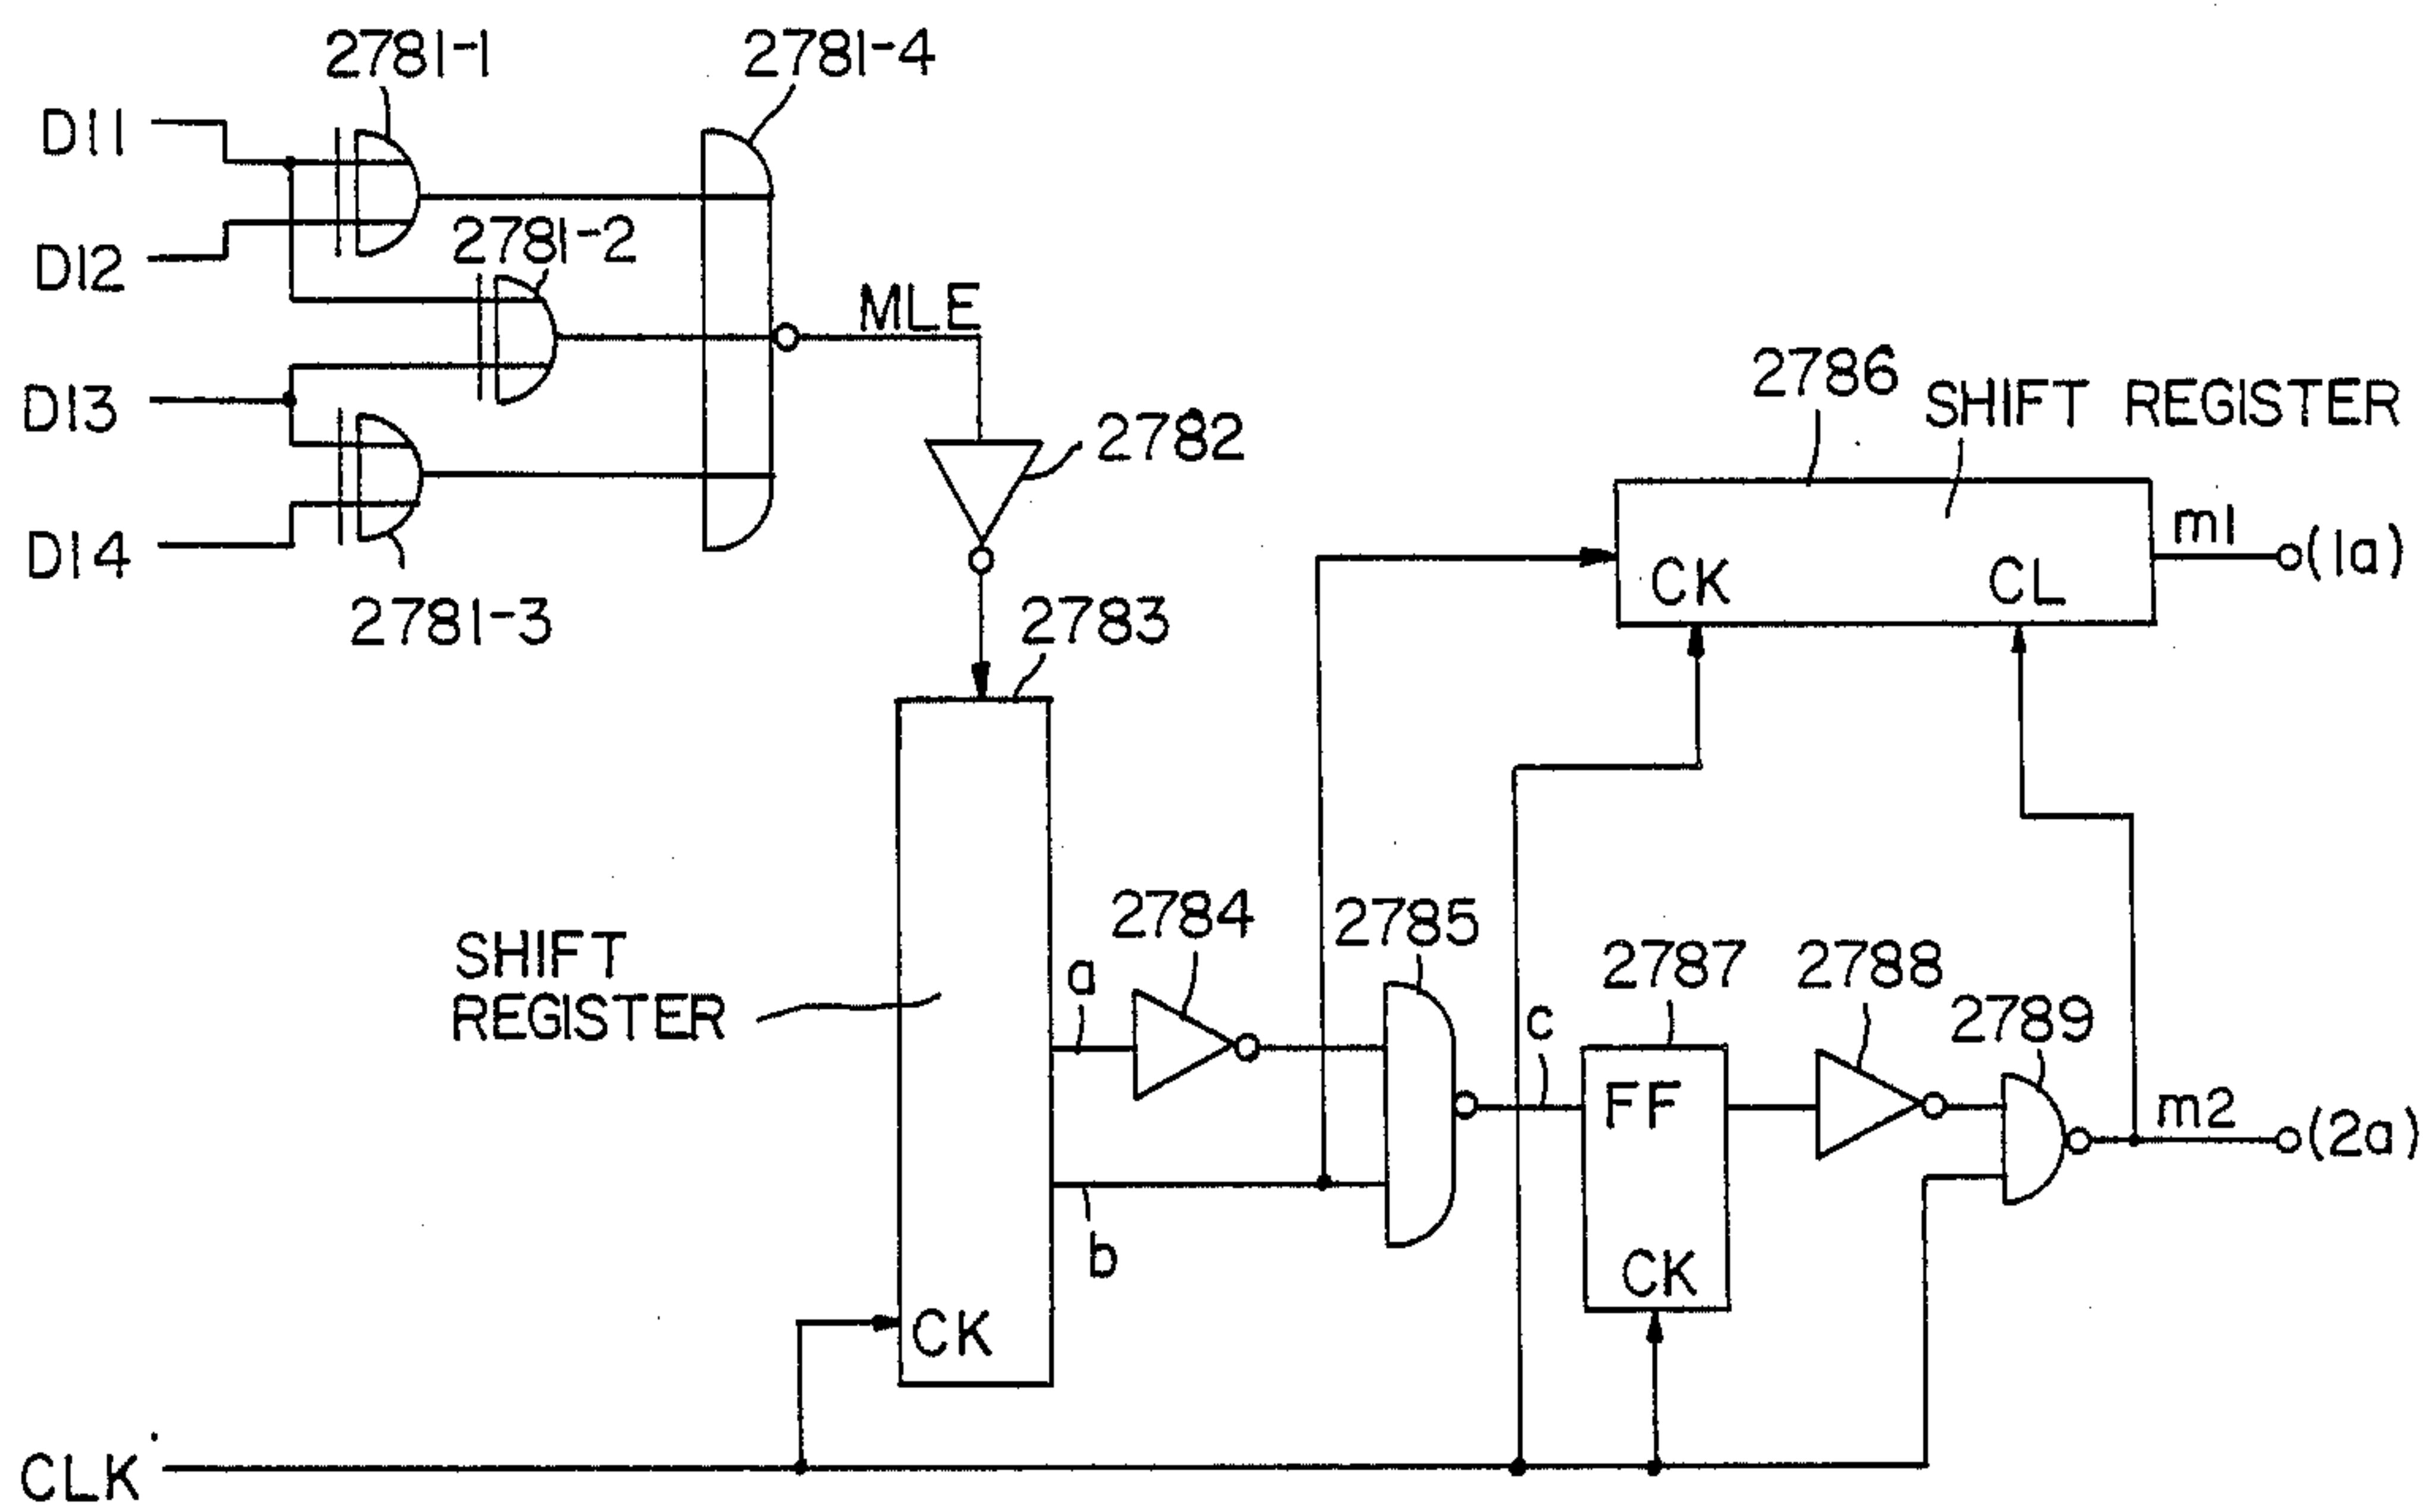 2781-1
2781-4
D11
D12
2781-2
MLE
D13
D14
2781-3
2782
2783
2786
SHIFT REGISTER
m1
(1a)
CK
CL
SHIFT
REGISTER
a
2784
2785
c
2787
2788
2789
FF
m2
(2a)
b
CK
CK
CLK